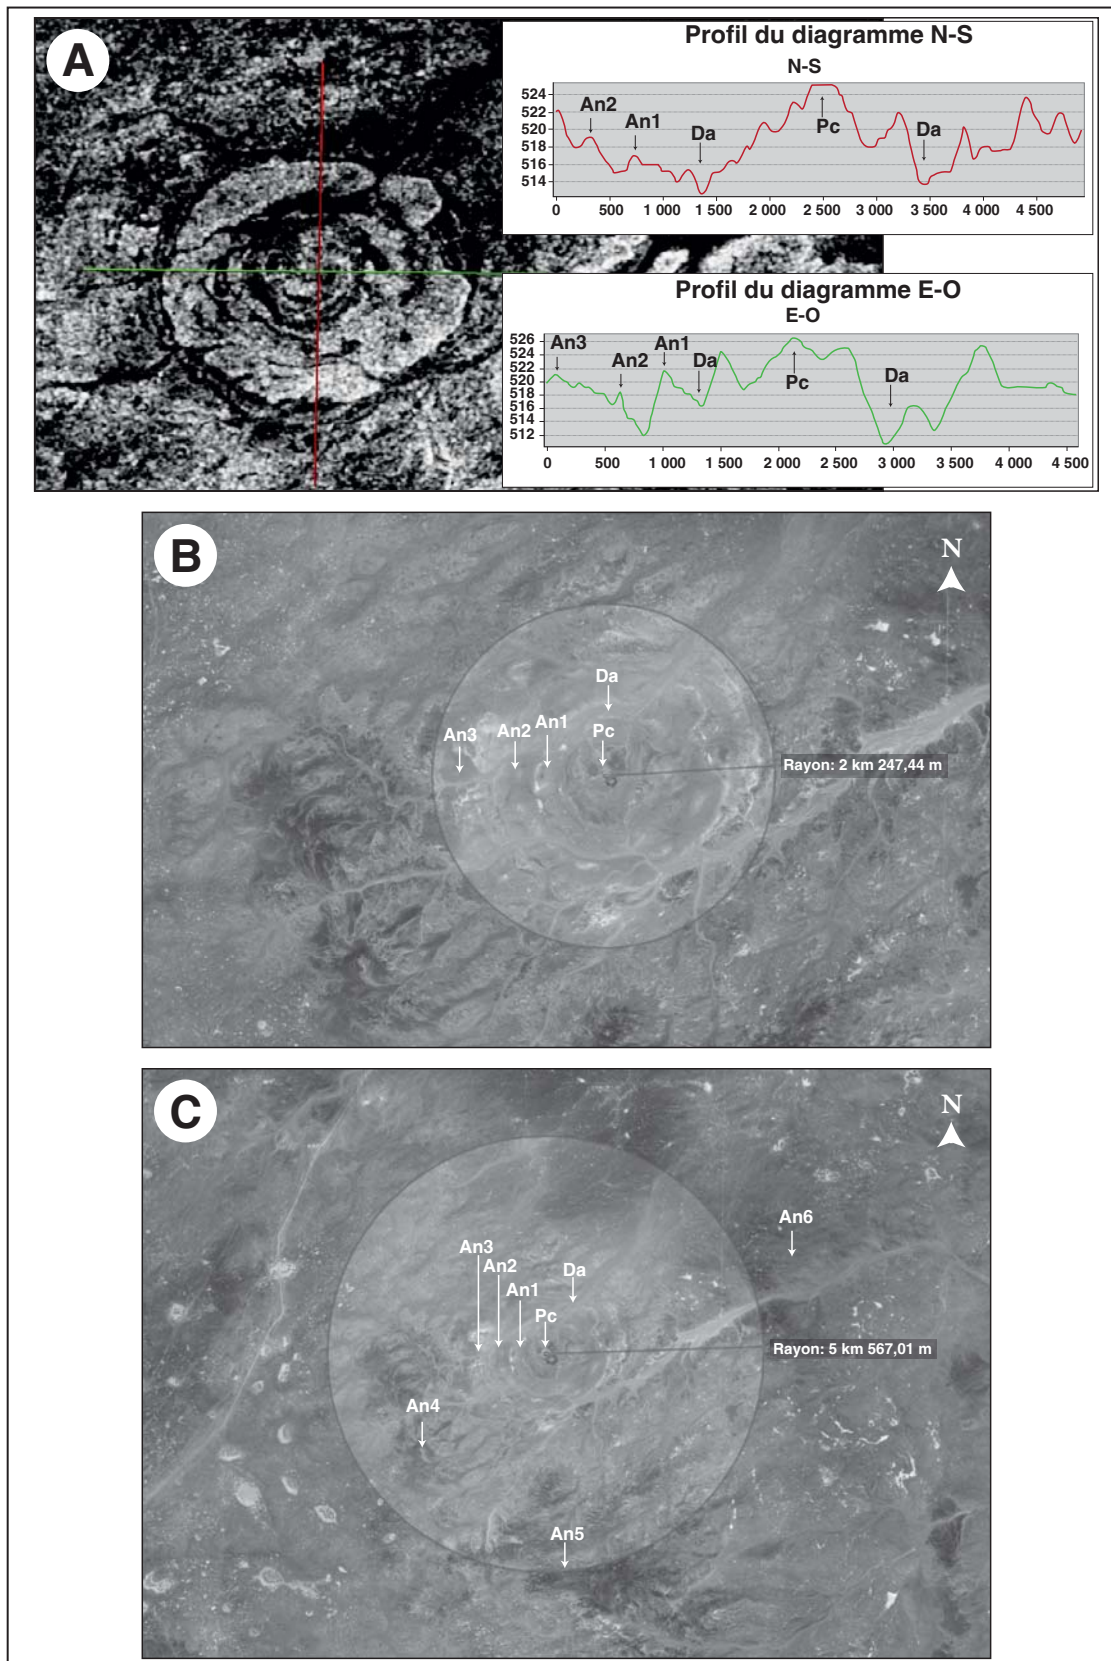 A
Profil du diagramme N-S
N-S
524
522
520
518
516
514
An2
An1
Da
Pc
Da
0 500 1 000 1 500 2 000 2 500 3 000 3 500 4 000 4 500
Profil du diagramme E-O
E-O
526
524
520
518
516
514
512
An3
An2
An1
Da
Pc
Da
0 500 1 000 1 500 2 000 2 500 3 000 3 500 4 000 4 500
B
N
Da
An3 An2 An1 Pc
Rayon: 2 km 247,44 m
C
N
An6
An3
An2
Da
An1
Pc
Rayon: 5 km 567,01 m
An4
An5